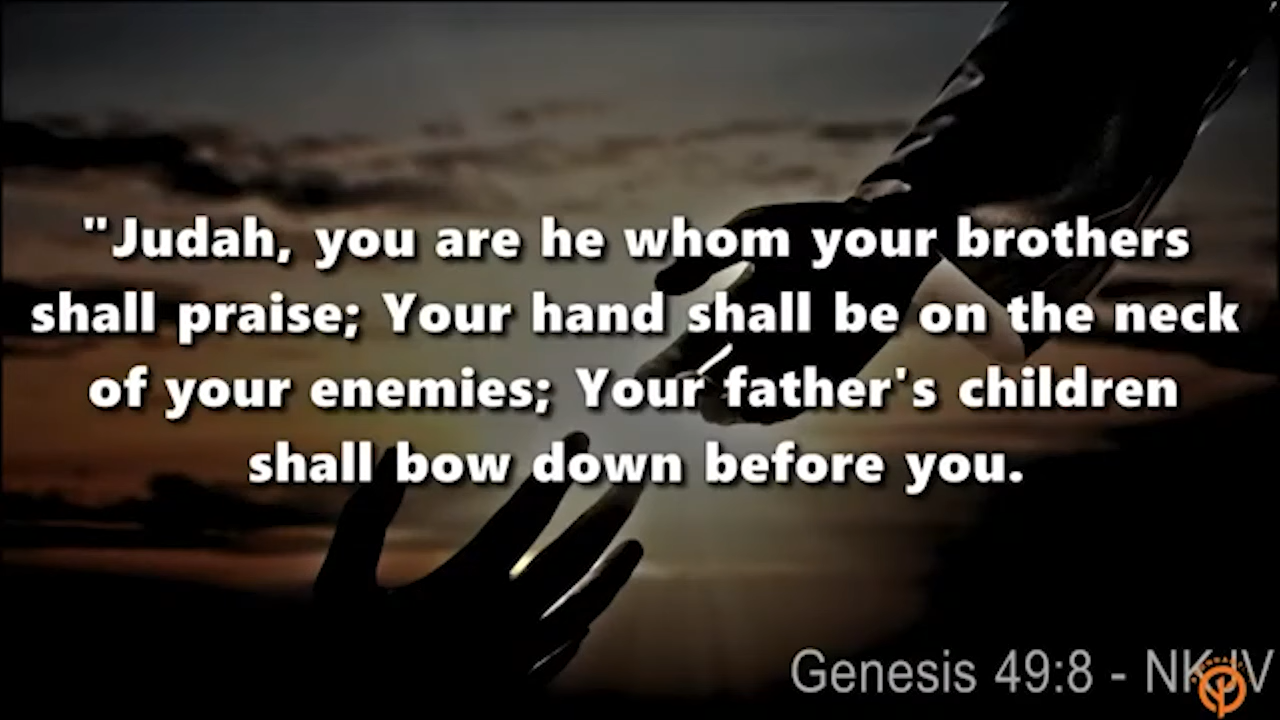 "Judah, you are he whom your brothers
shall praise; Your hand shall be on the neck
of your enemies; Your father's children
shall bow down before you.
Genesis 49:8 - NKJV